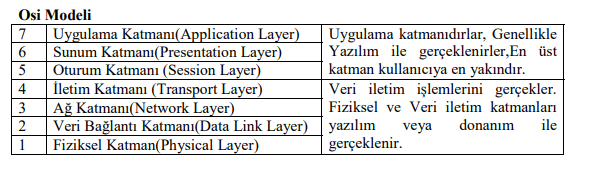 Osi Modeli
7 Uygulama Katmanı(Application Layer)
6 Sunum Katmanı(Presentation Layer)
5 Oturum Katmanı (Session Layer)
Uygulama katmanıdırlar, Genellikle
Yazılım ile gerçeklenirler,En üst
katman kullanıcıya en yakındır.
4 İletim Katmanı (Transport Layer)
3 Ağ Katmanı(Network Layer)
2 Veri Bağlantı Katmanı(Data Link Layer)
1 Fiziksel Katman(Physical Layer)
Veri iletim işlemlerini gerçekler.
Fiziksel ve Veri iletim katmanları
yazılım veya donanım ile
gerçeklenir.